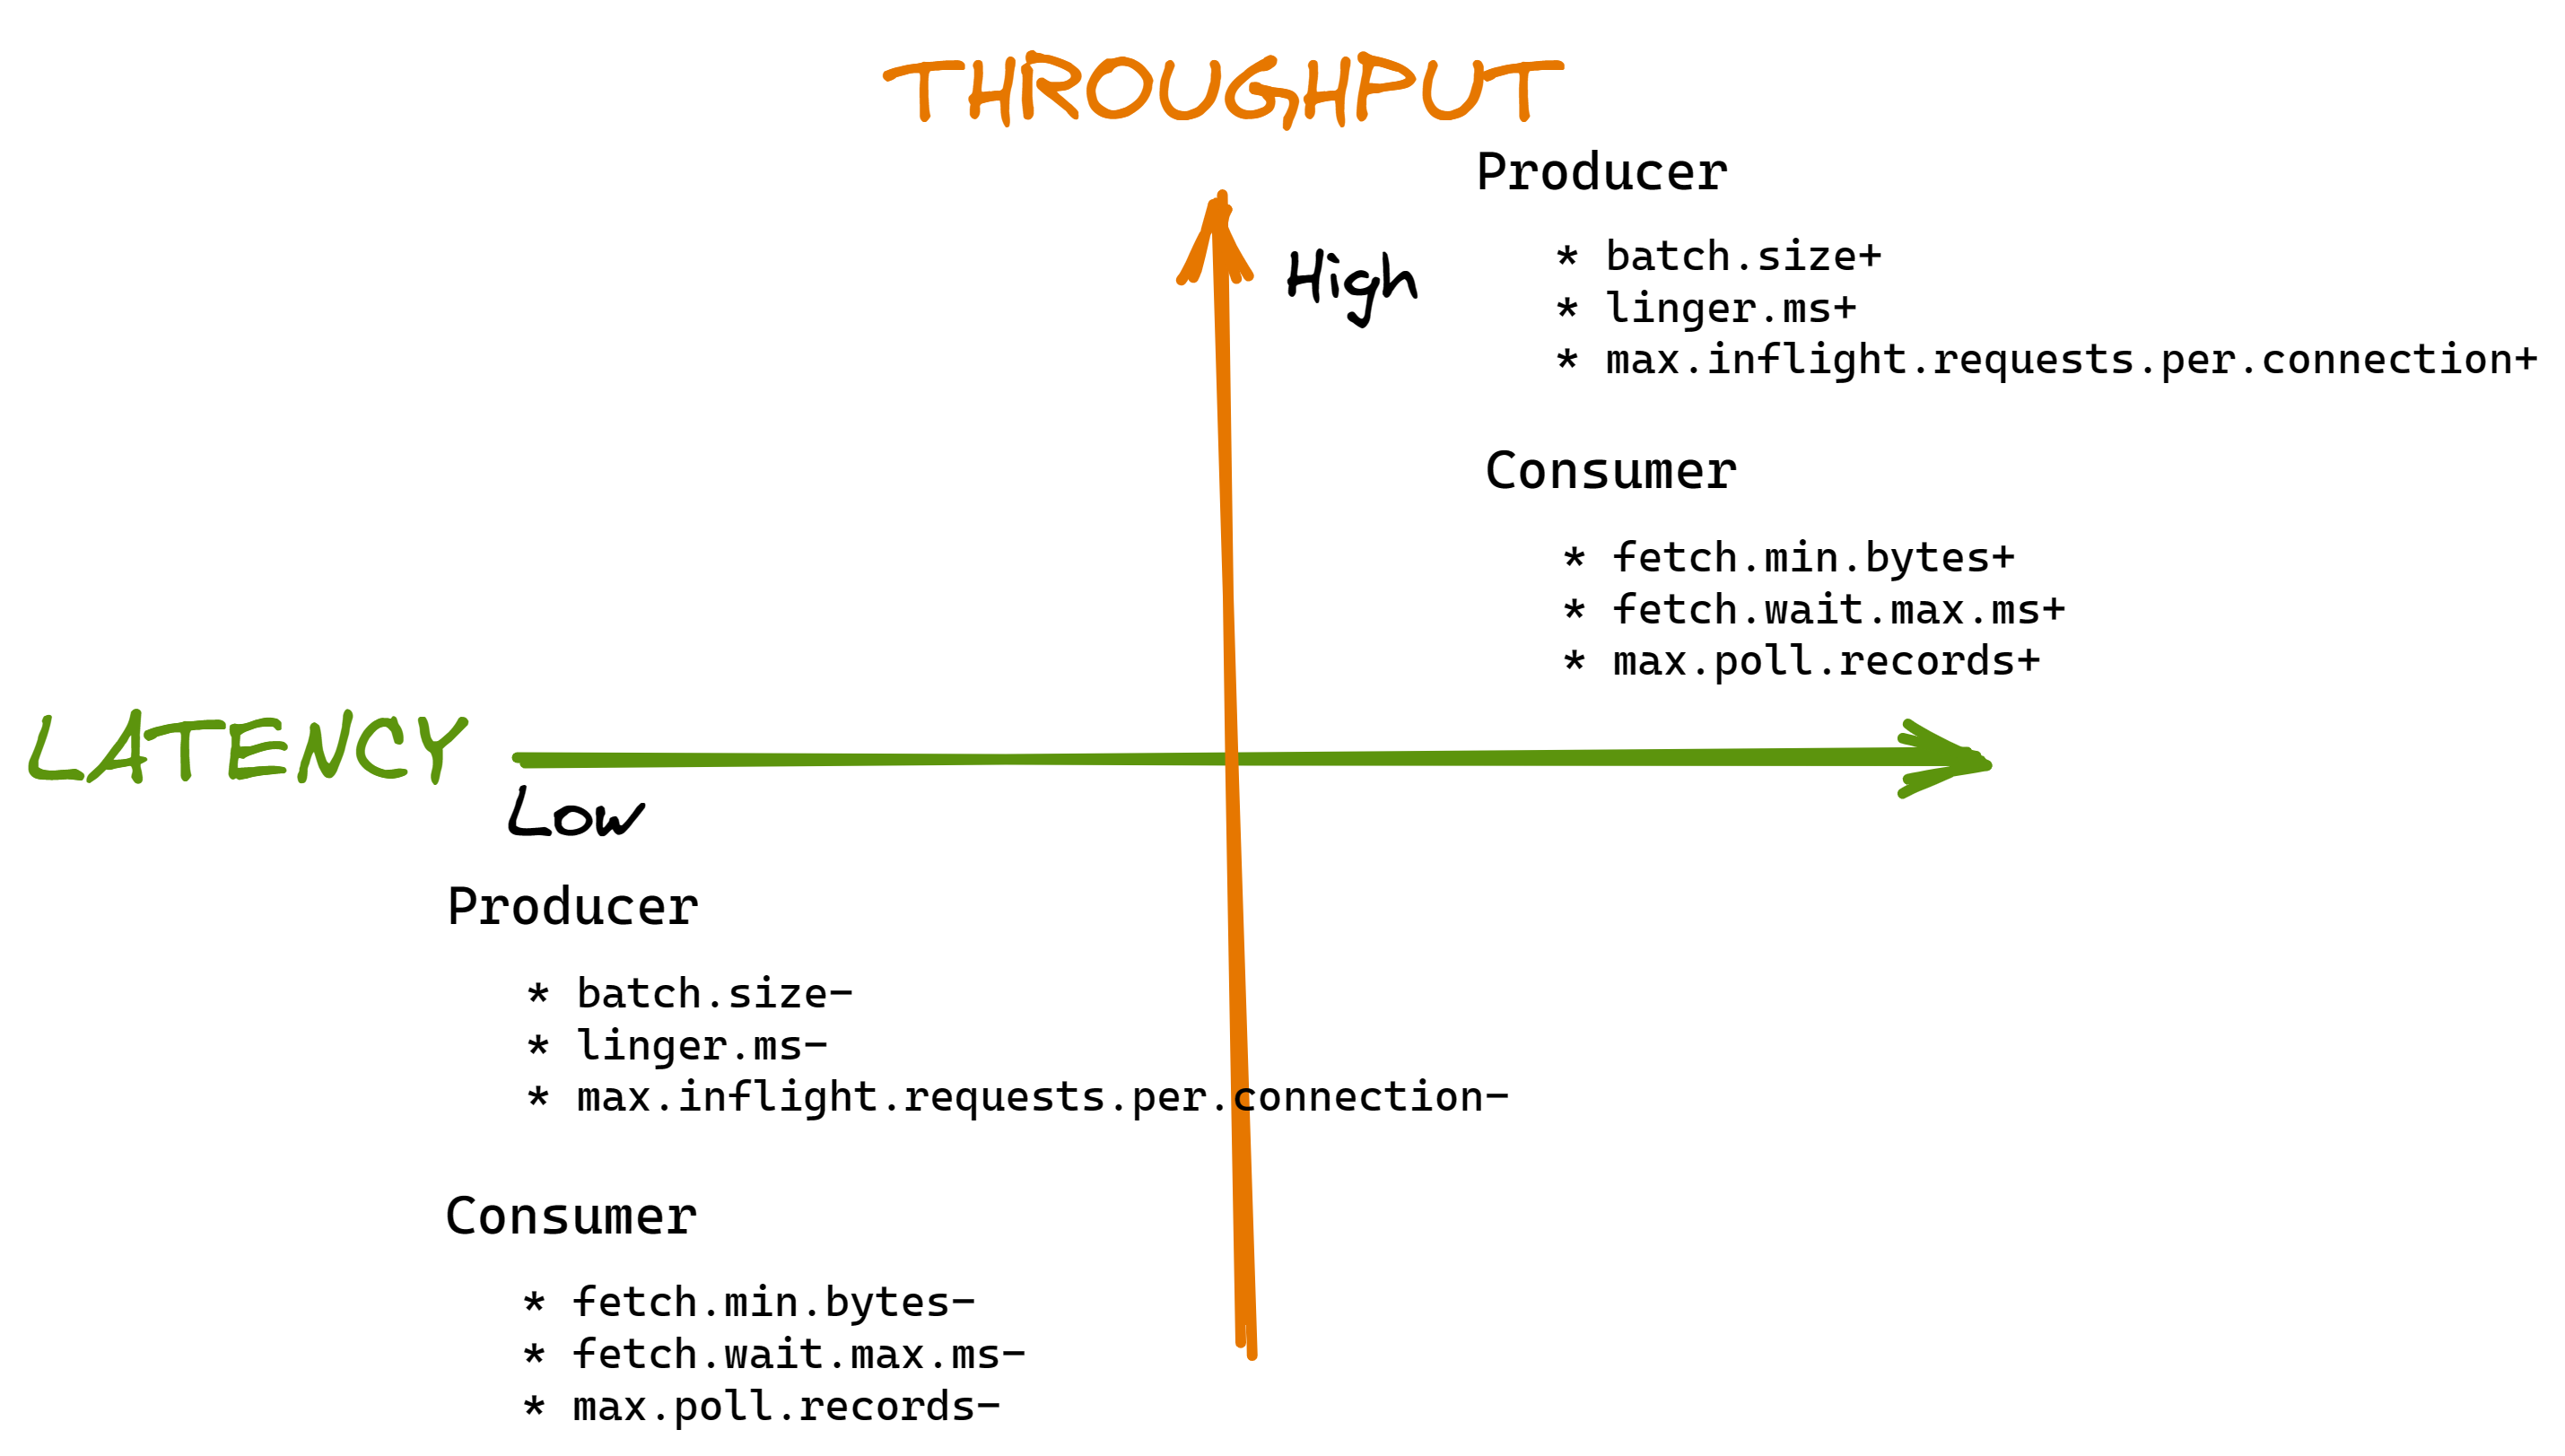 THROUGHPUT
Producer
High
* batch.size+
* linger.ms+
* max.inflight.requests.per.connection+
Consumer
* fetch.min.bytes+
* fetch.wait.max.ms+
* max.poll.records+
LATENCY
Low
Producer
* batch.size-
* linger.ms-
* max.inflight.requests.per.connection-
Consumer
* fetch.min.bytes-
* fetch.wait.max.ms-
* max.poll.records-